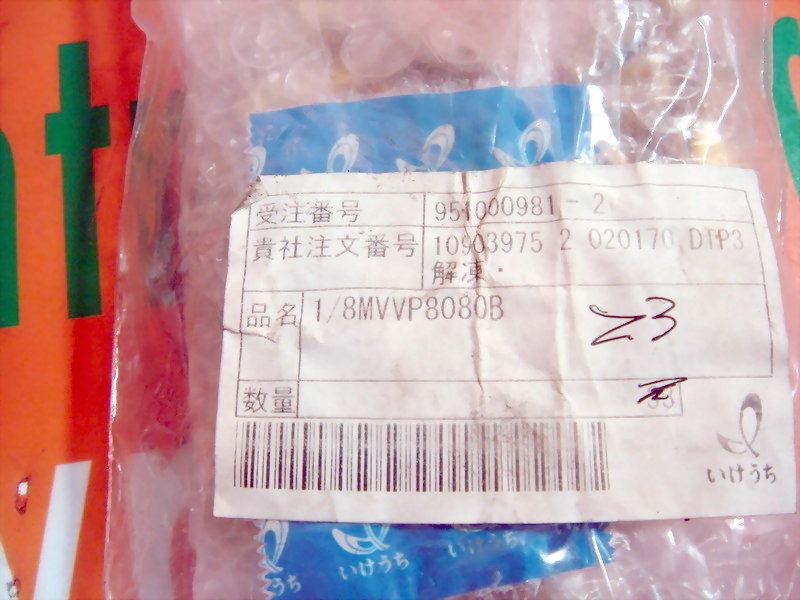 受注番号 951000981-2
貴社注文番号 10903975 2 020170,DTP3
解凍・
品名 1/8MVVP8080B
23
数量
いけうち
いけうち